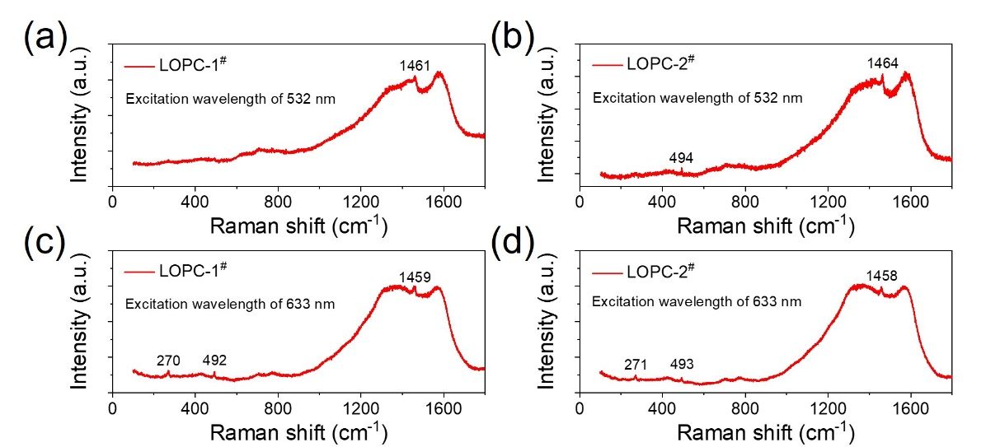 (a)
LOPC-1#
1461
Excitation wavelength of 532 nm
Intensity (a.u.)
0 400 800 1200 1600
Raman shift (cm-1)
(b)
LOPC-2#
1464
Excitation wavelength of 532 nm
494
Intensity (a.u.)
0 400 800 1200 1600
Raman shift (cm-1)
(c)
LOPC-1#
1459
Excitation wavelength of 633 nm
270 492
Intensity (a.u.)
0 400 800 1200 1600
Raman shift (cm-1)
(d)
LOPC-2#
1458
Excitation wavelength of 633 nm
271 493
Intensity (a.u.)
0 400 800 1200 1600
Raman shift (cm-1)